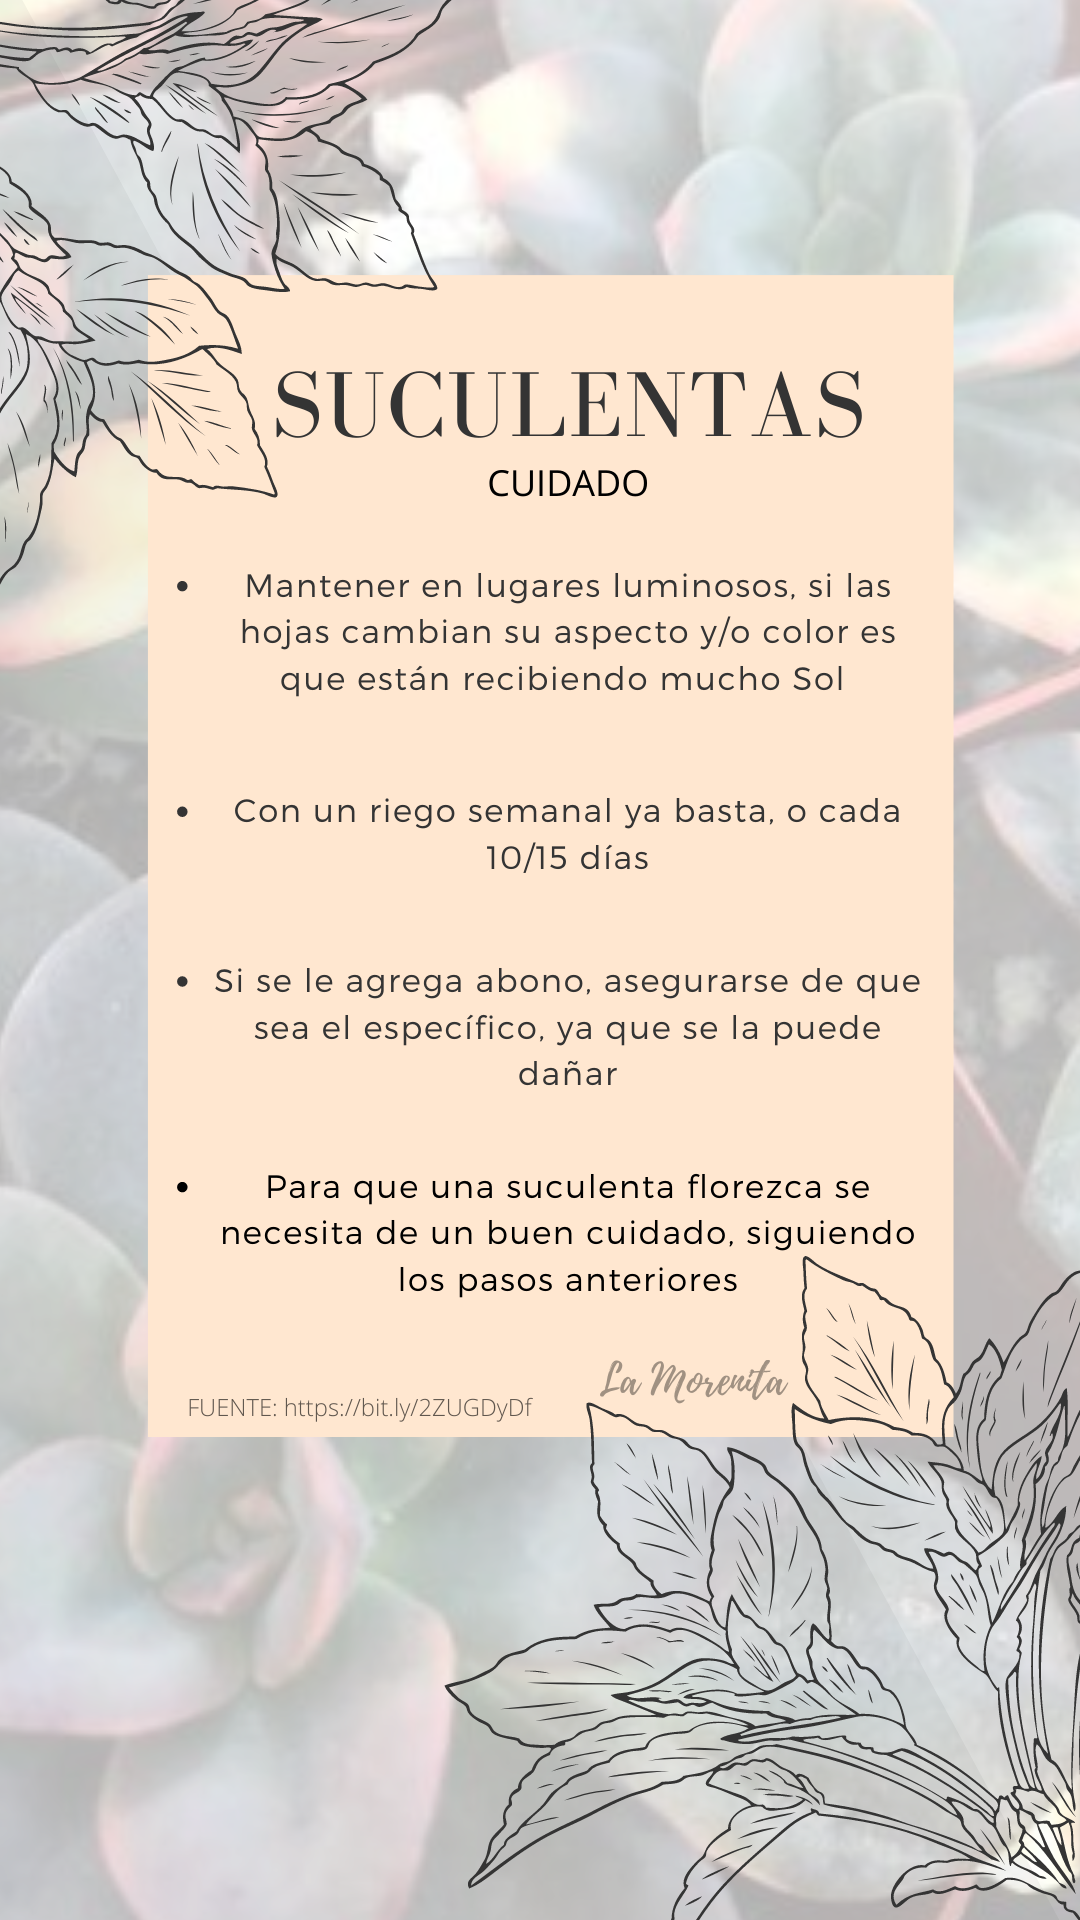 SUCULENTAS
CUIDADO
• Mantener en lugares luminosos, si las
hojas cambian su aspecto y/o color es
que están recibiendo mucho Sol
• Con un riego semanal ya basta, o cada
10/15 días
• Si se le agrega abono, asegurarse de que
sea el específico, ya que se la puede
dañar
• Para que una suculenta florezca se
necesita de un buen cuidado, siguiendo
los pasos anteriores
La Morenita
FUENTE: https://bit.ly/2ZUGDyDf